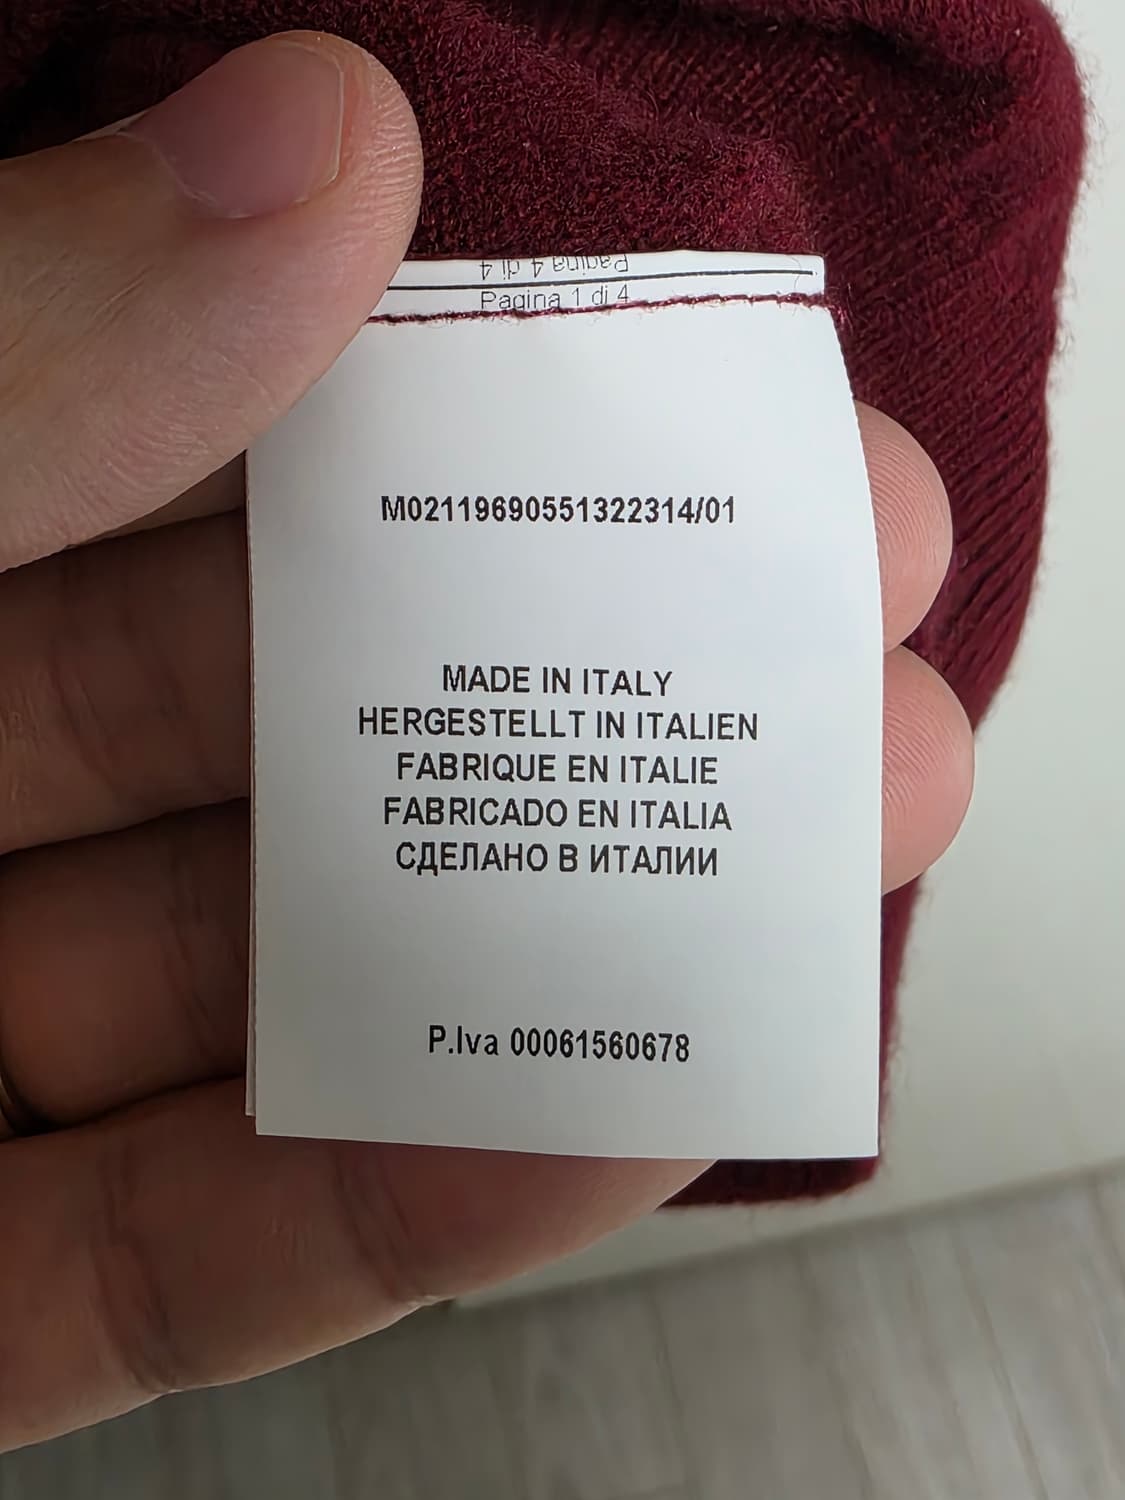 Pagina 4 di 4
Pagina 1 di 4
M02119690551322314/01
MADE IN ITALY
HERGESTELLT IN ITALIEN
FABRIQUE EN ITALIE
FABRICADO EN ITALIA
СДЕЛАНО В ИТАЛИИ
P.Iva 00061560678